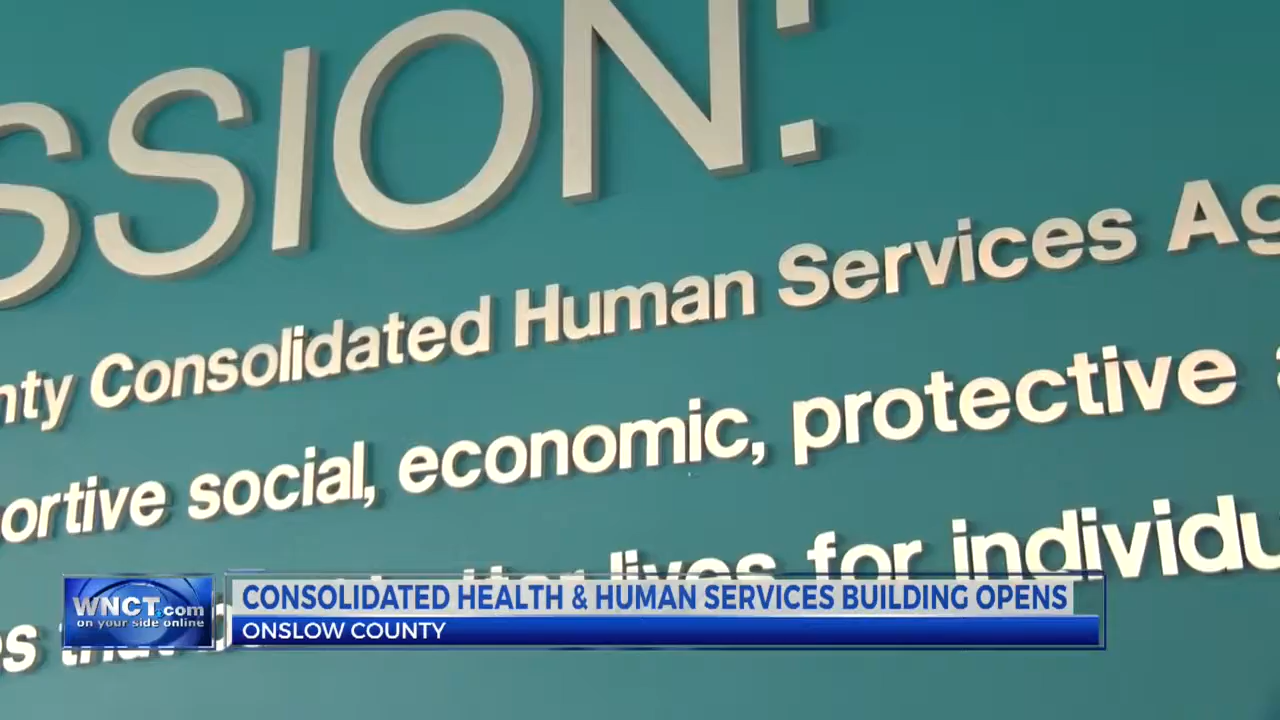 SSION:
nty Consolidated Human Services Ag
ortive social, economic, protective
lives for individu
WNCT.com
on your side online
CONSOLIDATED HEALTH & HUMAN SERVICES BUILDING OPENS
ONSLOW COUNTY